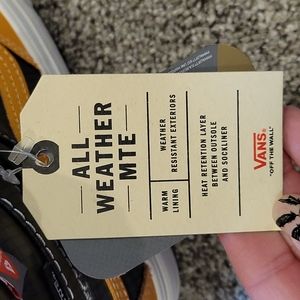 ALL
WEATHER
MTE
WARM
LINING
WEATHER
RESISTANT EXTERIORS
HEAT RETENTION LAYER
BETWEEN OUTSOLE
AND SOCKLINER
VANS
"OFF THE WALL"